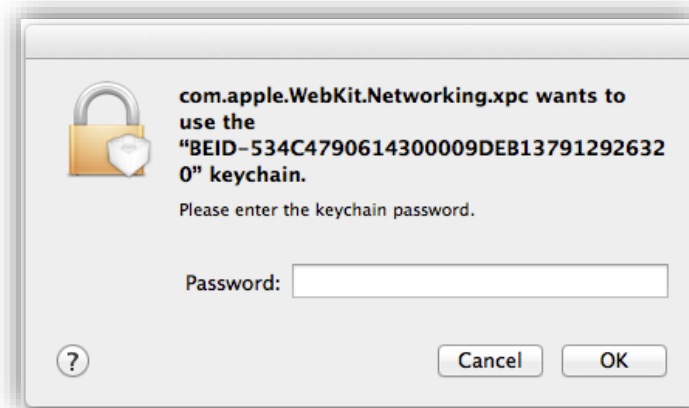 com.apple.WebKit.Networking.xpc wants to
use the
“BEID-534C4790614300009DEB13791292632
0” keychain.
Please enter the keychain password.
Password:
?
Cancel
OK